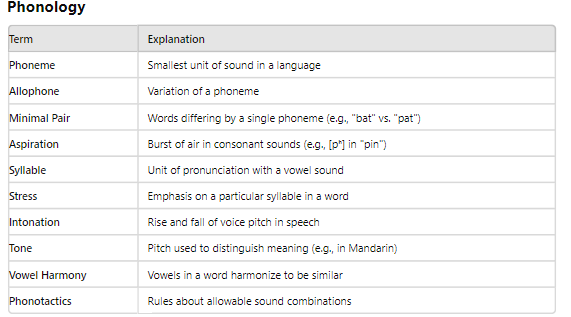 Phonology
Term Explanation
Phoneme Smallest unit of sound in a language
Allophone Variation of a phoneme
Minimal Pair Words differing by a single phoneme (e.g., "bat" vs. "pat")
Aspiration Burst of air in consonant sounds (e.g., [pʰ] in "pin")
Syllable Unit of pronunciation with a vowel sound
Stress Emphasis on a particular syllable in a word
Intonation Rise and fall of voice pitch in speech
Tone Pitch used to distinguish meaning (e.g., in Mandarin)
Vowel Harmony Vowels in a word harmonize to be similar
Phonotactics Rules about allowable sound combinations